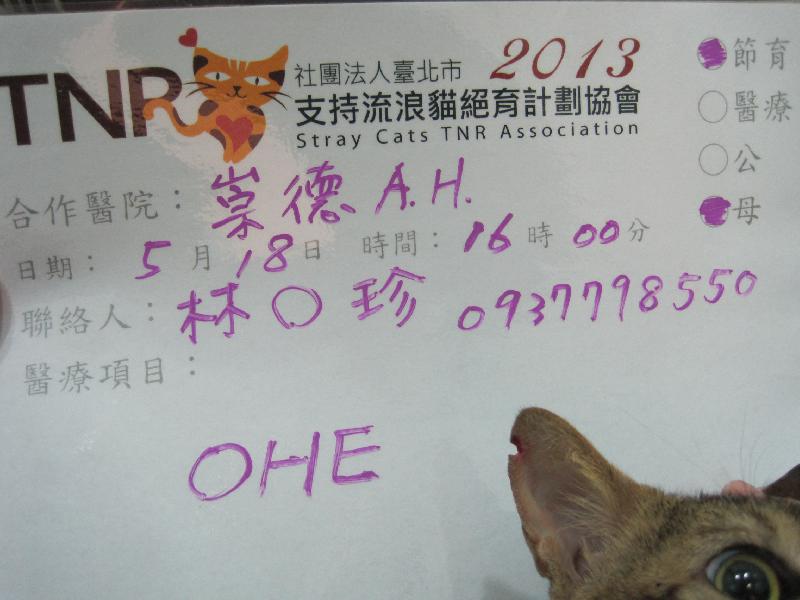 TNR 社團法人臺北市 2013
支持流浪貓絕育計劃協會
Stray Cats TNR Association
節育
醫療
公
母
合作醫院：崇德 A.H.
日期：5月18日 時間：16時00分
聯絡人：林〇珍 0937798550
醫療項目：
OHE